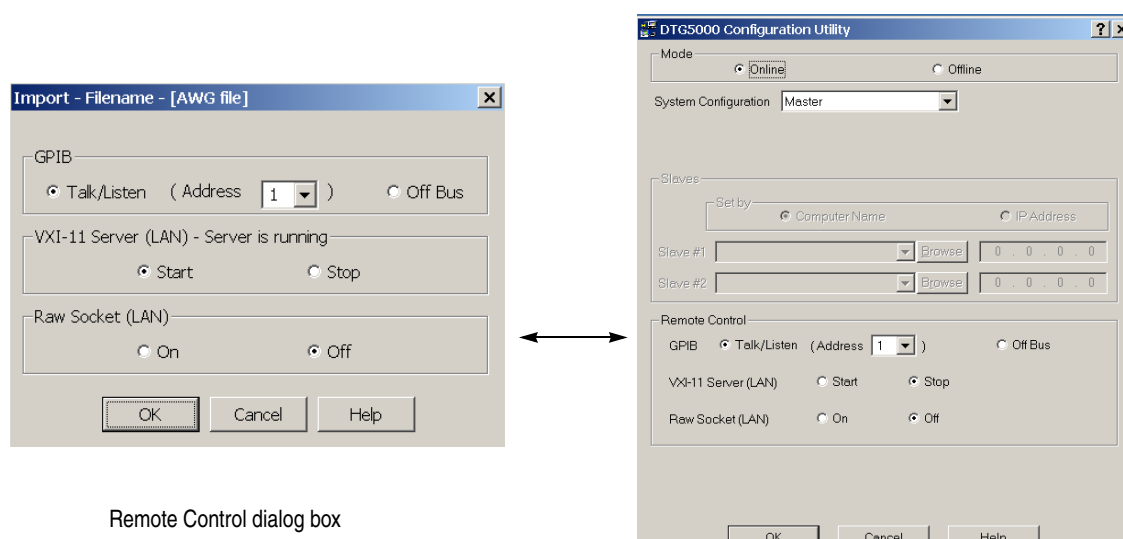 Import - Filename - [AWG file]
GPIB
Talk/Listen ( Address 1 ) Off Bus
VXI-11 Server (LAN) - Server is running
Start Stop
Raw Socket (LAN)
On Off
OK Cancel Help
Remote Control dialog box
DTG5000 Configuration Utility
Mode
Online Offline
System Configuration Master
Slaves
Set by
Computer Name IP Address
Slave #1 Browse 0 . 0 . 0 . 0
Slave #2 Browse 0 . 0 . 0 . 0
Remote Control
GPIB Talk/Listen (Address 1 ) Off Bus
VXI-11 Server (LAN) Start Stop
Raw Socket (LAN) On Off
OK Cancel Help